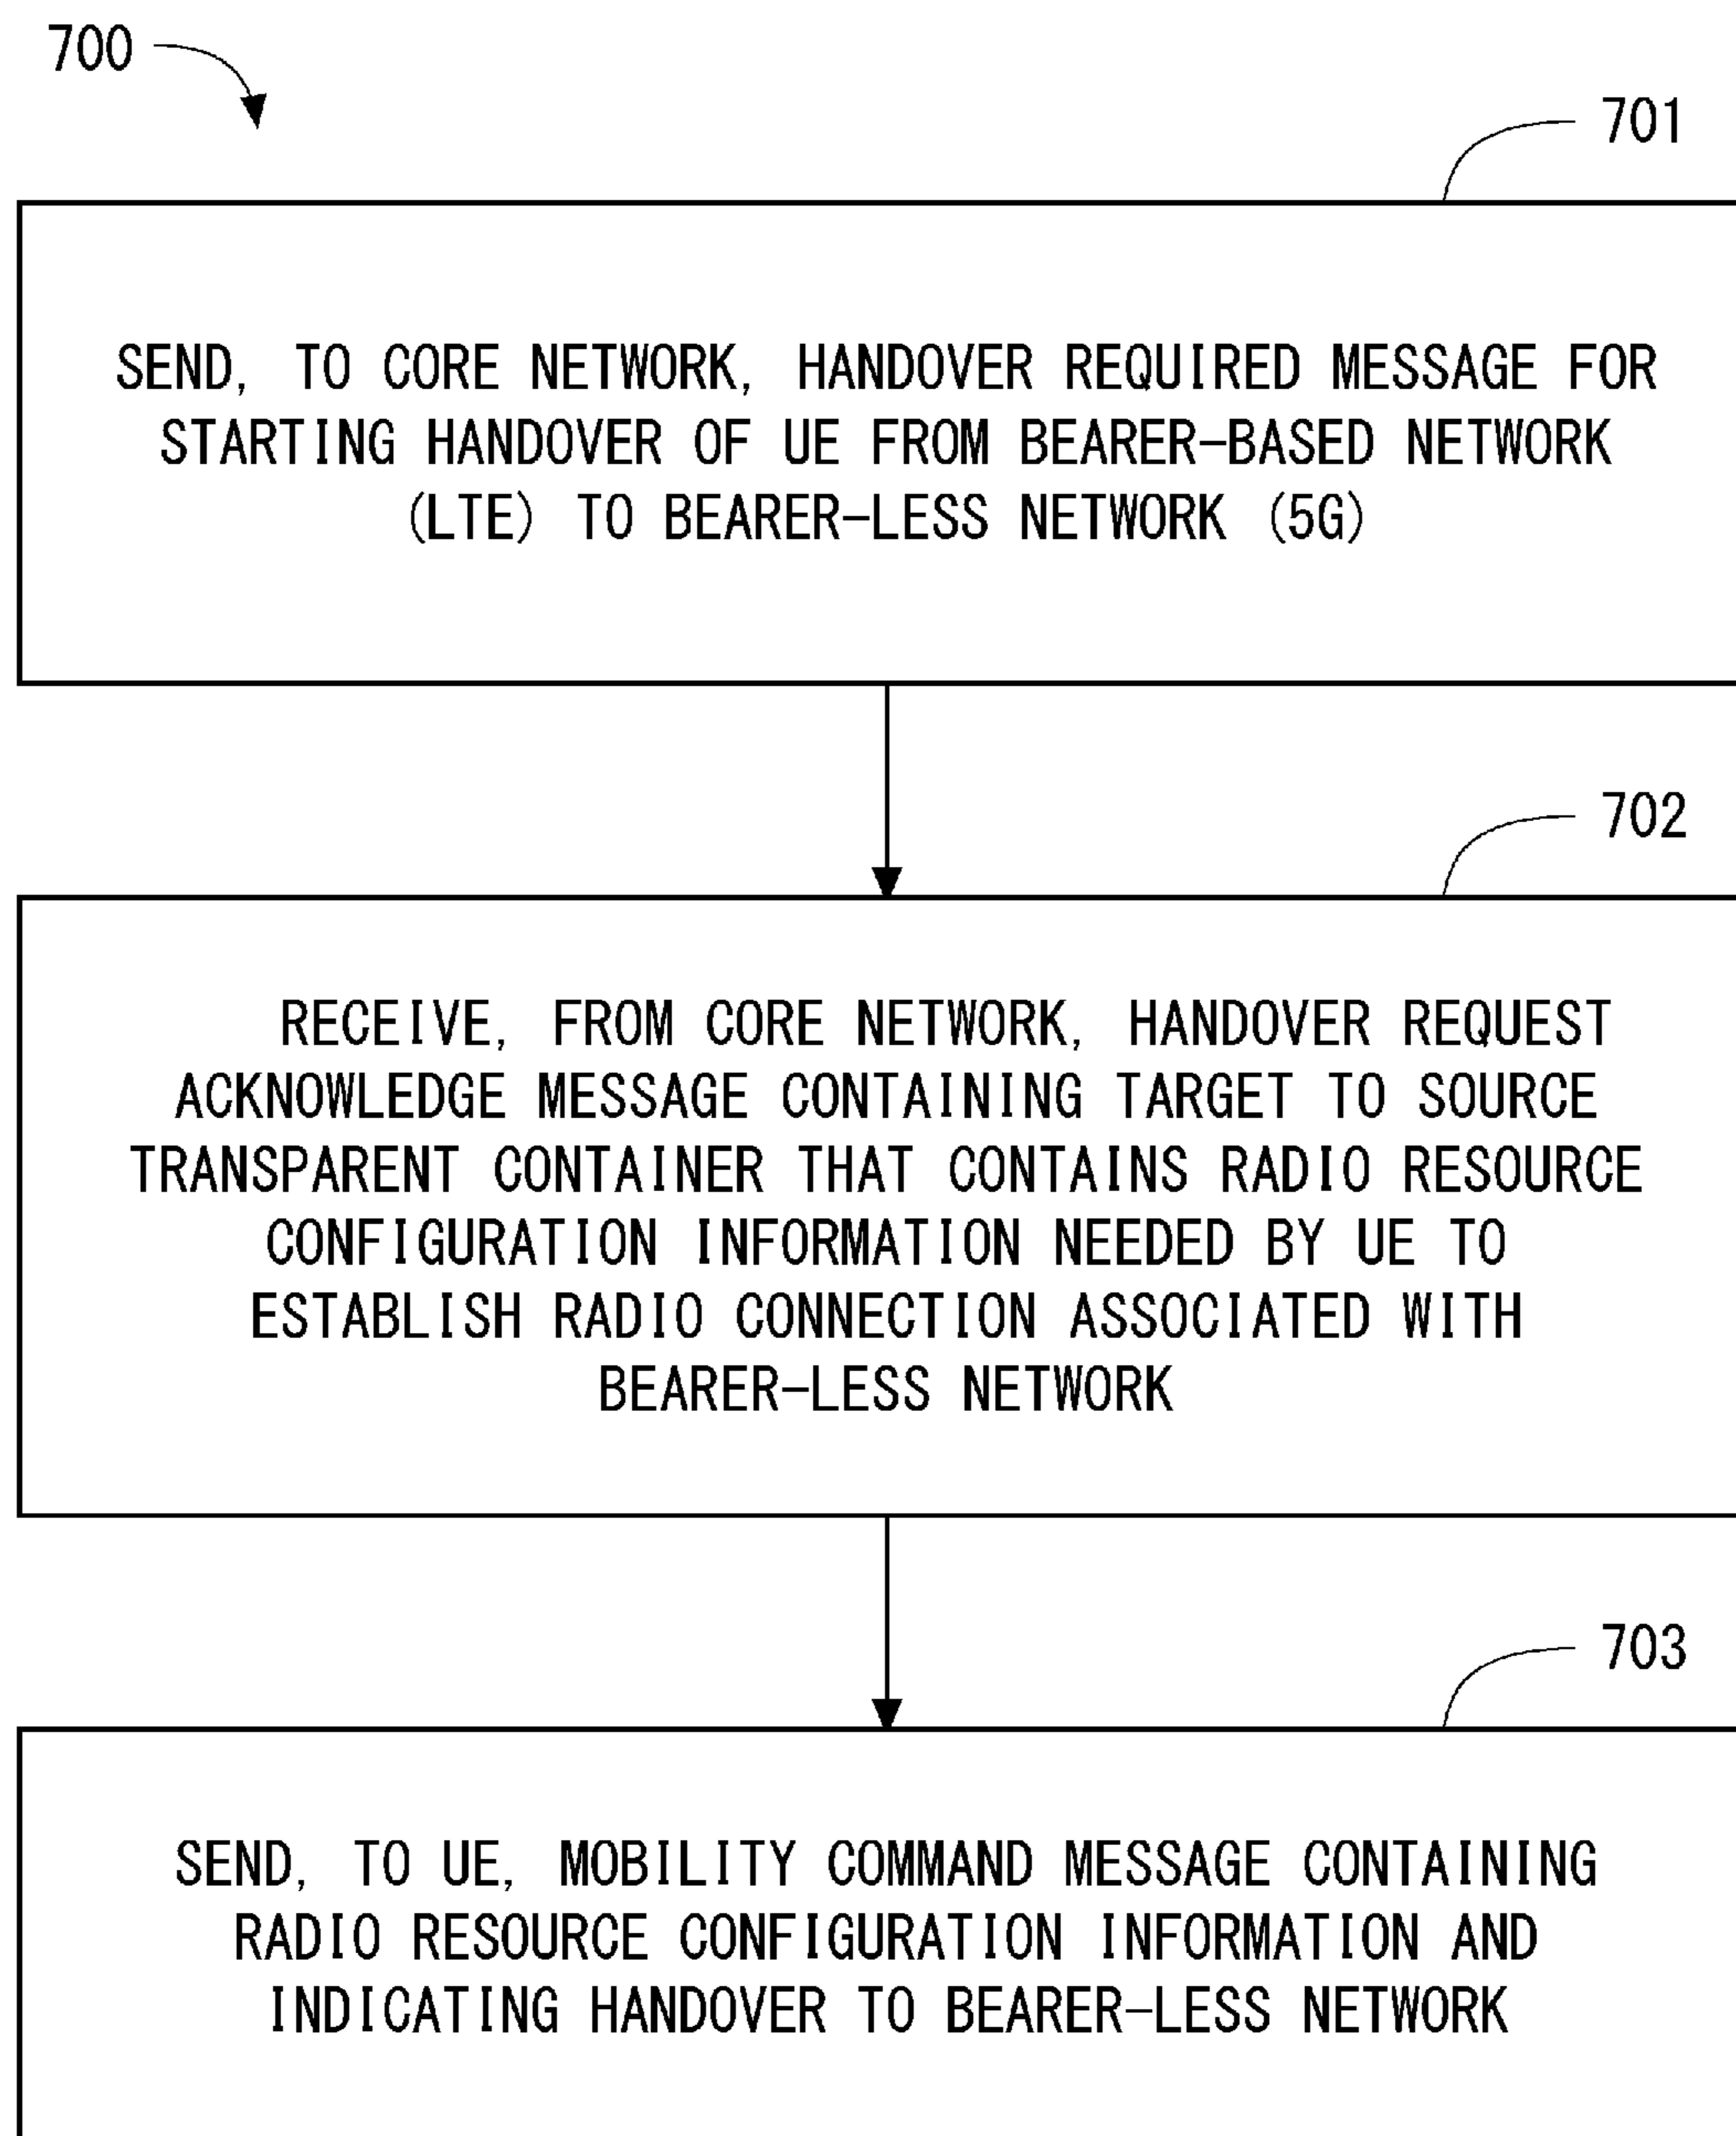 700
701
SEND, TO CORE NETWORK, HANDOVER REQUIRED MESSAGE FOR
STARTING HANDOVER OF UE FROM BEARER-BASED NETWORK
(LTE) TO BEARER-LESS NETWORK (5G)
702
RECEIVE, FROM CORE NETWORK, HANDOVER REQUEST
ACKNOWLEDGE MESSAGE CONTAINING TARGET TO SOURCE
TRANSPARENT CONTAINER THAT CONTAINS RADIO RESOURCE
CONFIGURATION INFORMATION NEEDED BY UE TO
ESTABLISH RADIO CONNECTION ASSOCIATED WITH
BEARER-LESS NETWORK
703
SEND, TO UE, MOBILITY COMMAND MESSAGE CONTAINING
RADIO RESOURCE CONFIGURATION INFORMATION AND
INDICATING HANDOVER TO BEARER-LESS NETWORK